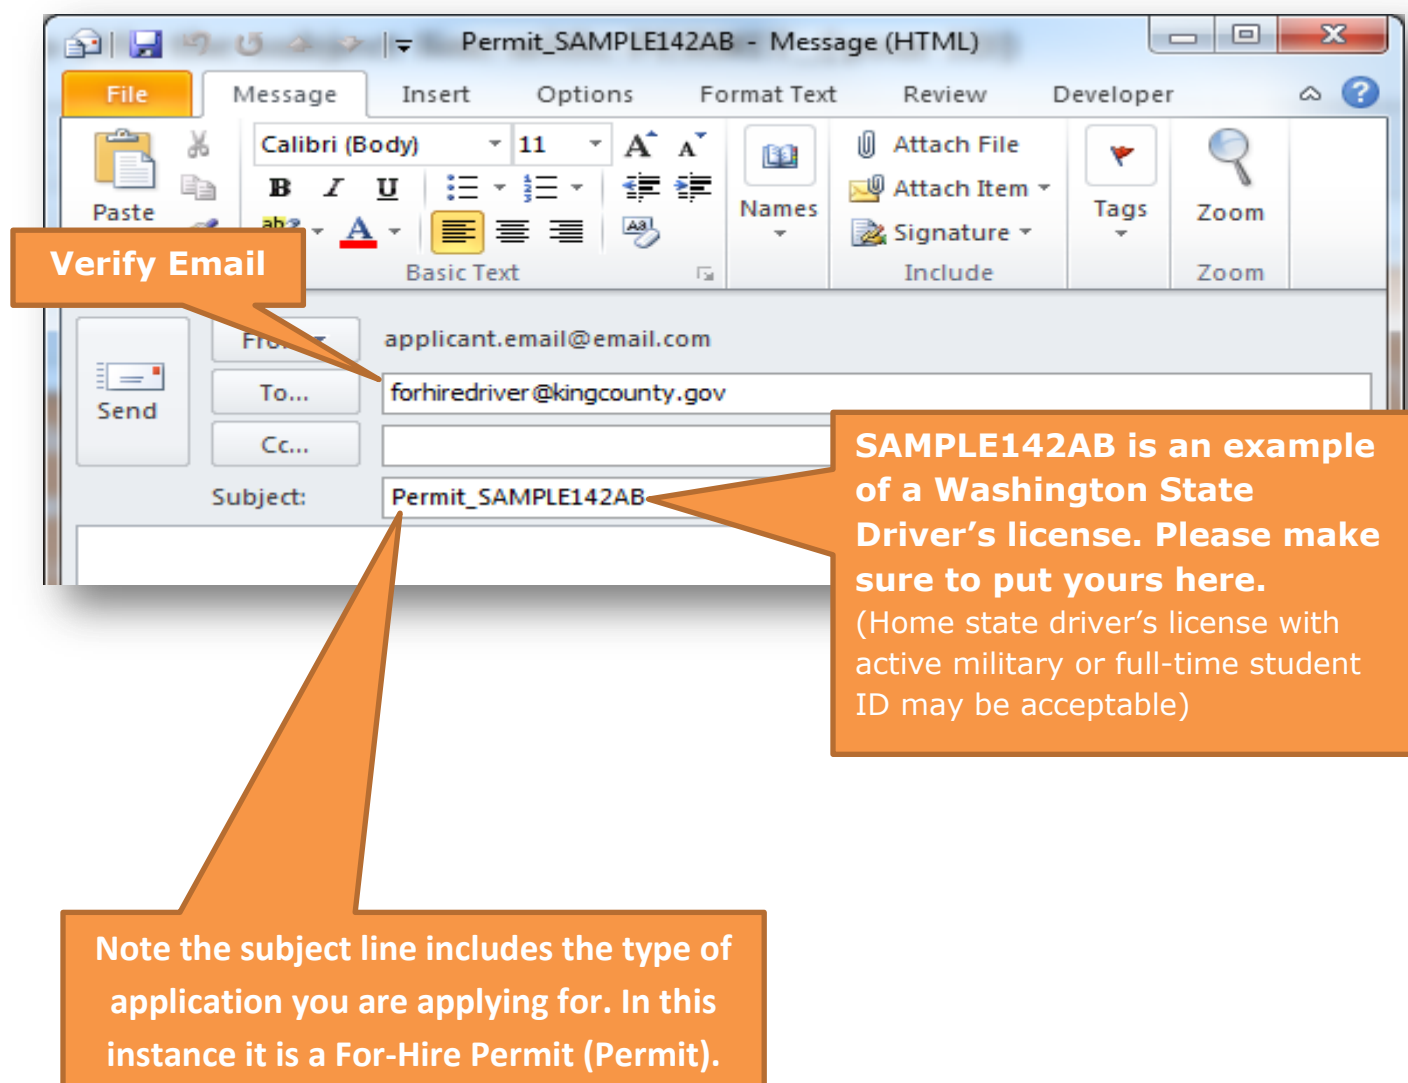 Permit_SAMPLE142AB - Message (HTML)
File Message Insert Options Format Text Review Developer
Calibri (Body) 11 A A Attach File
B I U Attach Item
Paste Names Tags Zoom
ab A Aa Signature
Verify Email
Basic Text Include Zoom
applicant.email@email.com
To... forhiredriver@kingcounty.gov
Send
Cc...
Subject: Permit_SAMPLE142AB
SAMPLE142AB is an example
of a Washington State
Driver’s license. Please make
sure to put yours here.
(Home state driver’s license with
active military or full-time student
ID may be acceptable)
Note the subject line includes the type of
application you are applying for. In this
instance it is a For-Hire Permit (Permit).